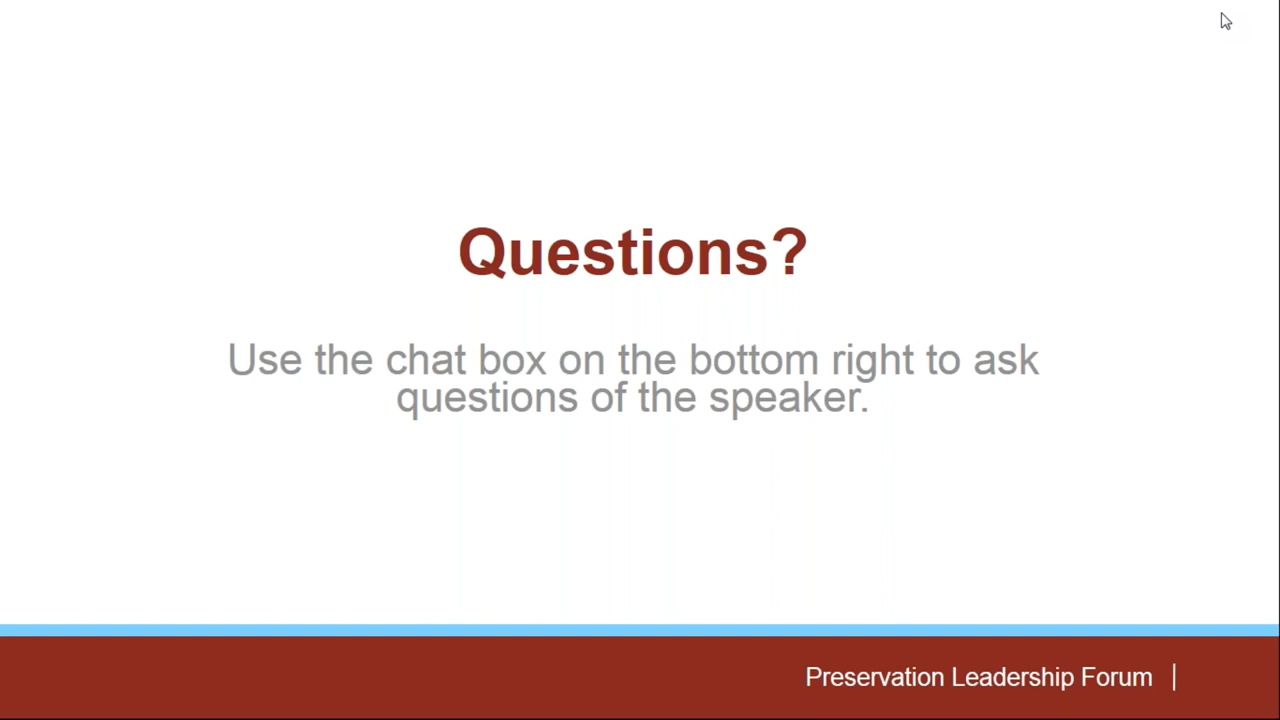 Questions?
Use the chat box on the bottom right to ask
questions of the speaker.
Preservation Leadership Forum |